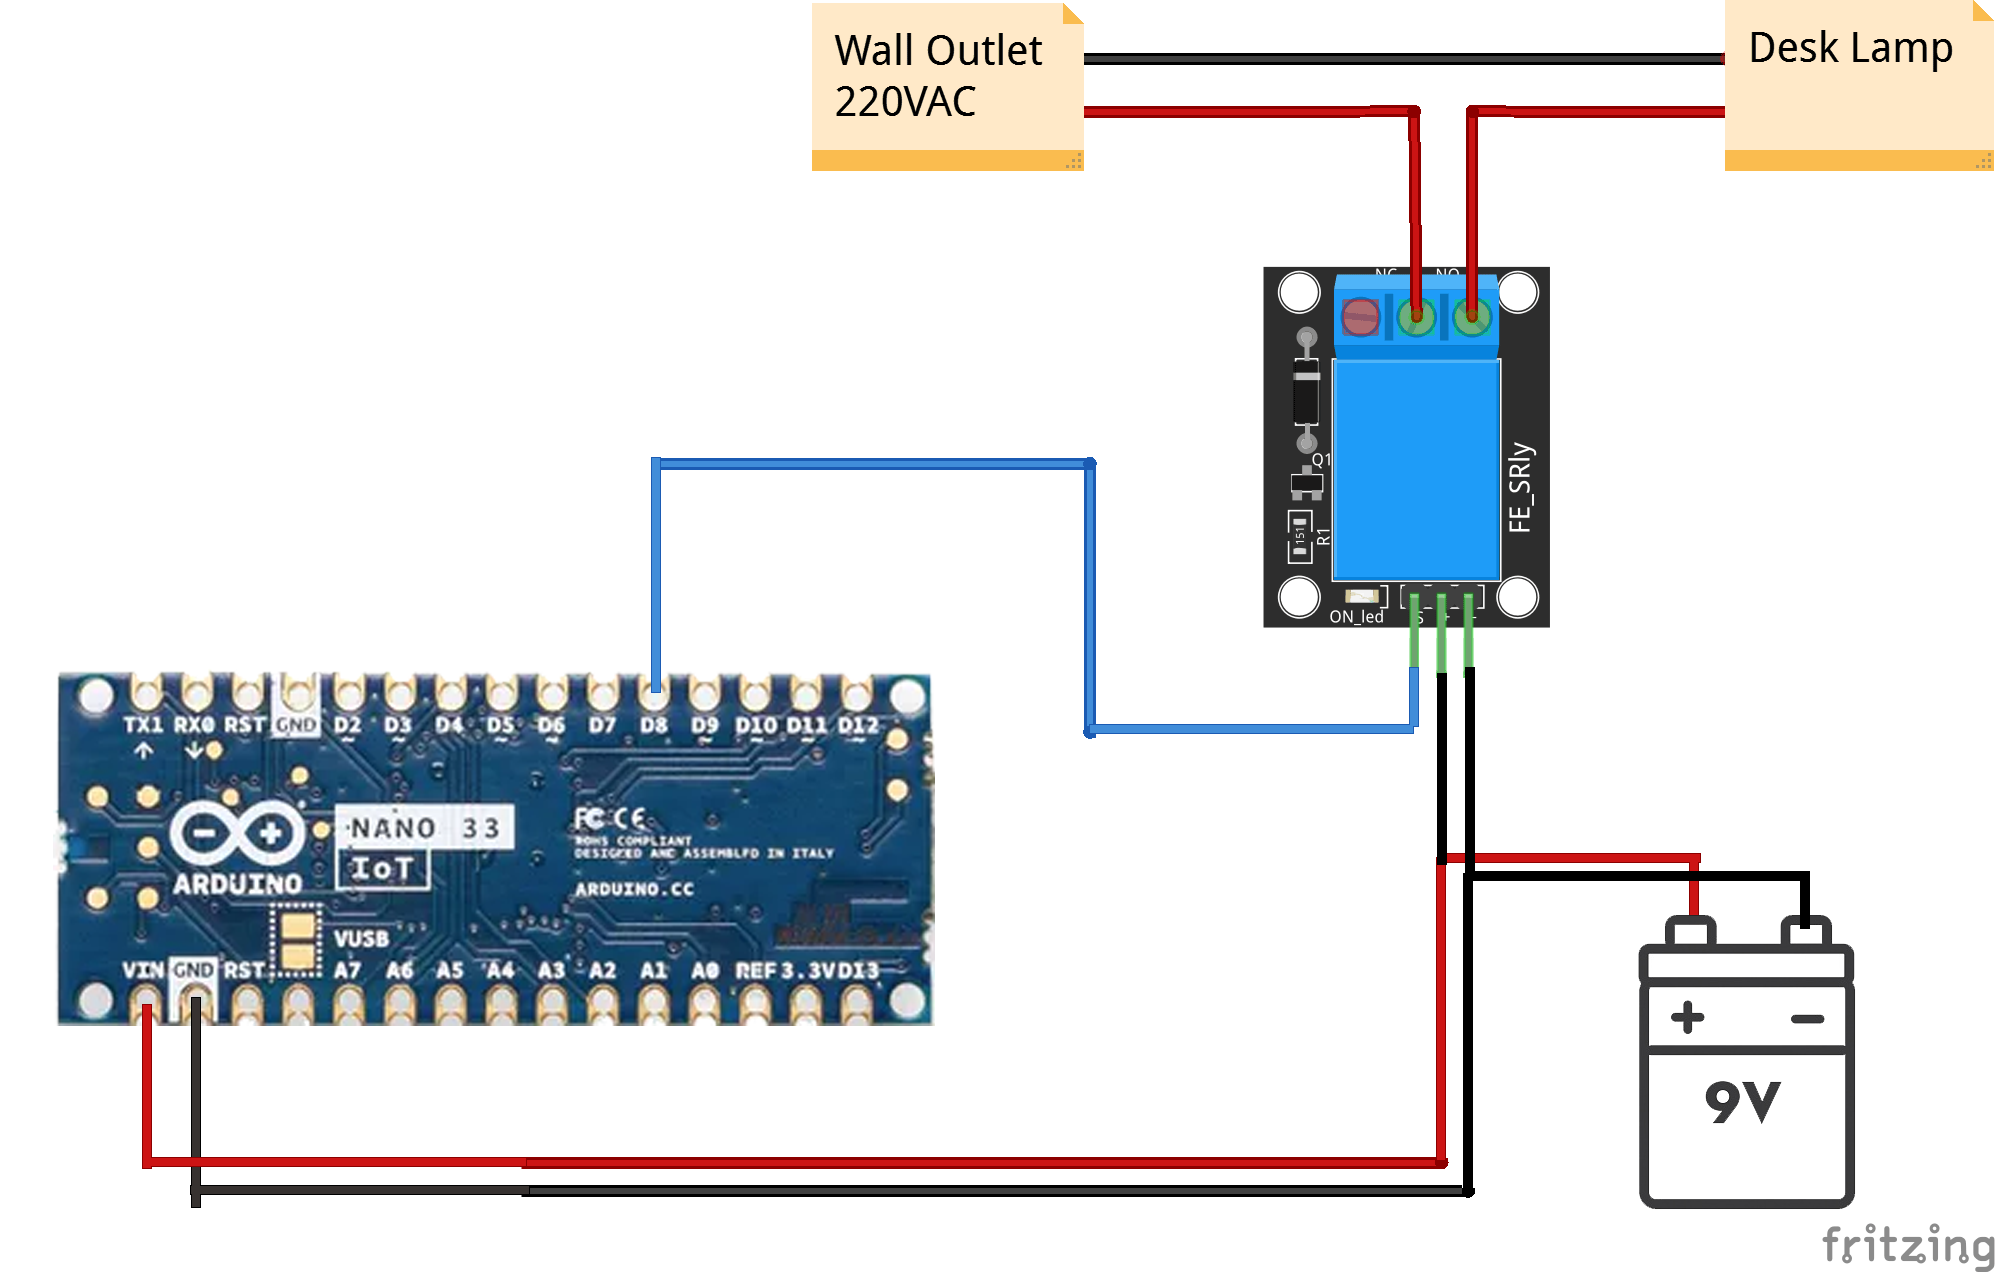 Wall Outlet
220VAC
Desk Lamp
NC NO
Q1
FE_SRly
151
R1
ON_led
S + -
TX1 RX0 RST GND D2 D3 D4 D5 D6 D7 D8 D9 D10 D11 D12
NANO 33
IoT
ARDUINO
FC CE
ROHS COMPLIANT
DESIGNED AND ASSEMBLED IN ITALY
ARDUINO.CC
VUSB
VIN GND RST A7 A6 A5 A4 A3 A2 A1 A0 REF 3.3V D13
+ -
9V
fritzing